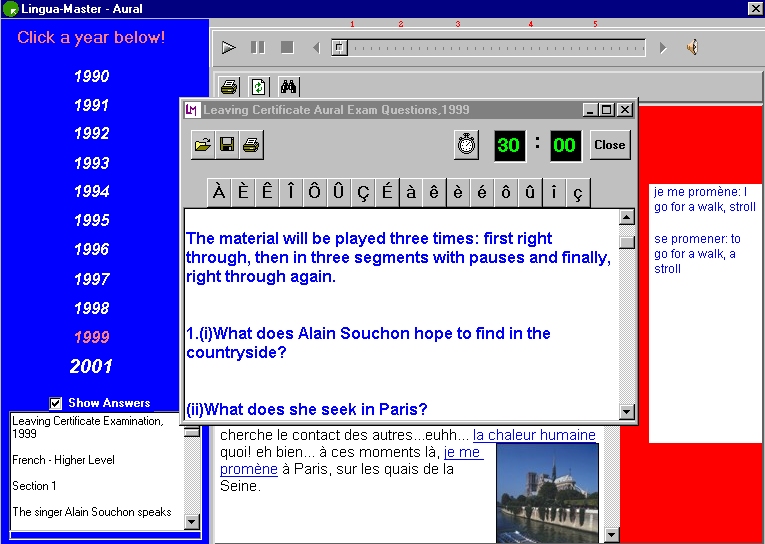 Lingua-Master - Aural
Click a year below!
1990
1991
1992
1993
1994
1995
1996
1997
1998
1999
2001
Show Answers
Leaving Certificate Examination,
1999
French - Higher Level
Section 1
The singer Alain Souchon speaks
1 2 3 4 5
Leaving Certificate Aural Exam Questions,1999
30 : 00 Close
À È Ê Î Ô Û Ç É à ê è é ô û î ç
The material will be played three times: first right
through, then in three segments with pauses and finally,
right through again.
1.(i)What does Alain Souchon hope to find in the
countryside?
(ii)What does she seek in Paris?
cherche le contact des autres...euhh... la chaleur humaine
quoi! eh bien... à ces moments là, je me
promène à Paris, sur les quais de la
Seine.
je me promène: I
go for a walk, stroll
se promener: to
go for a walk, a
stroll